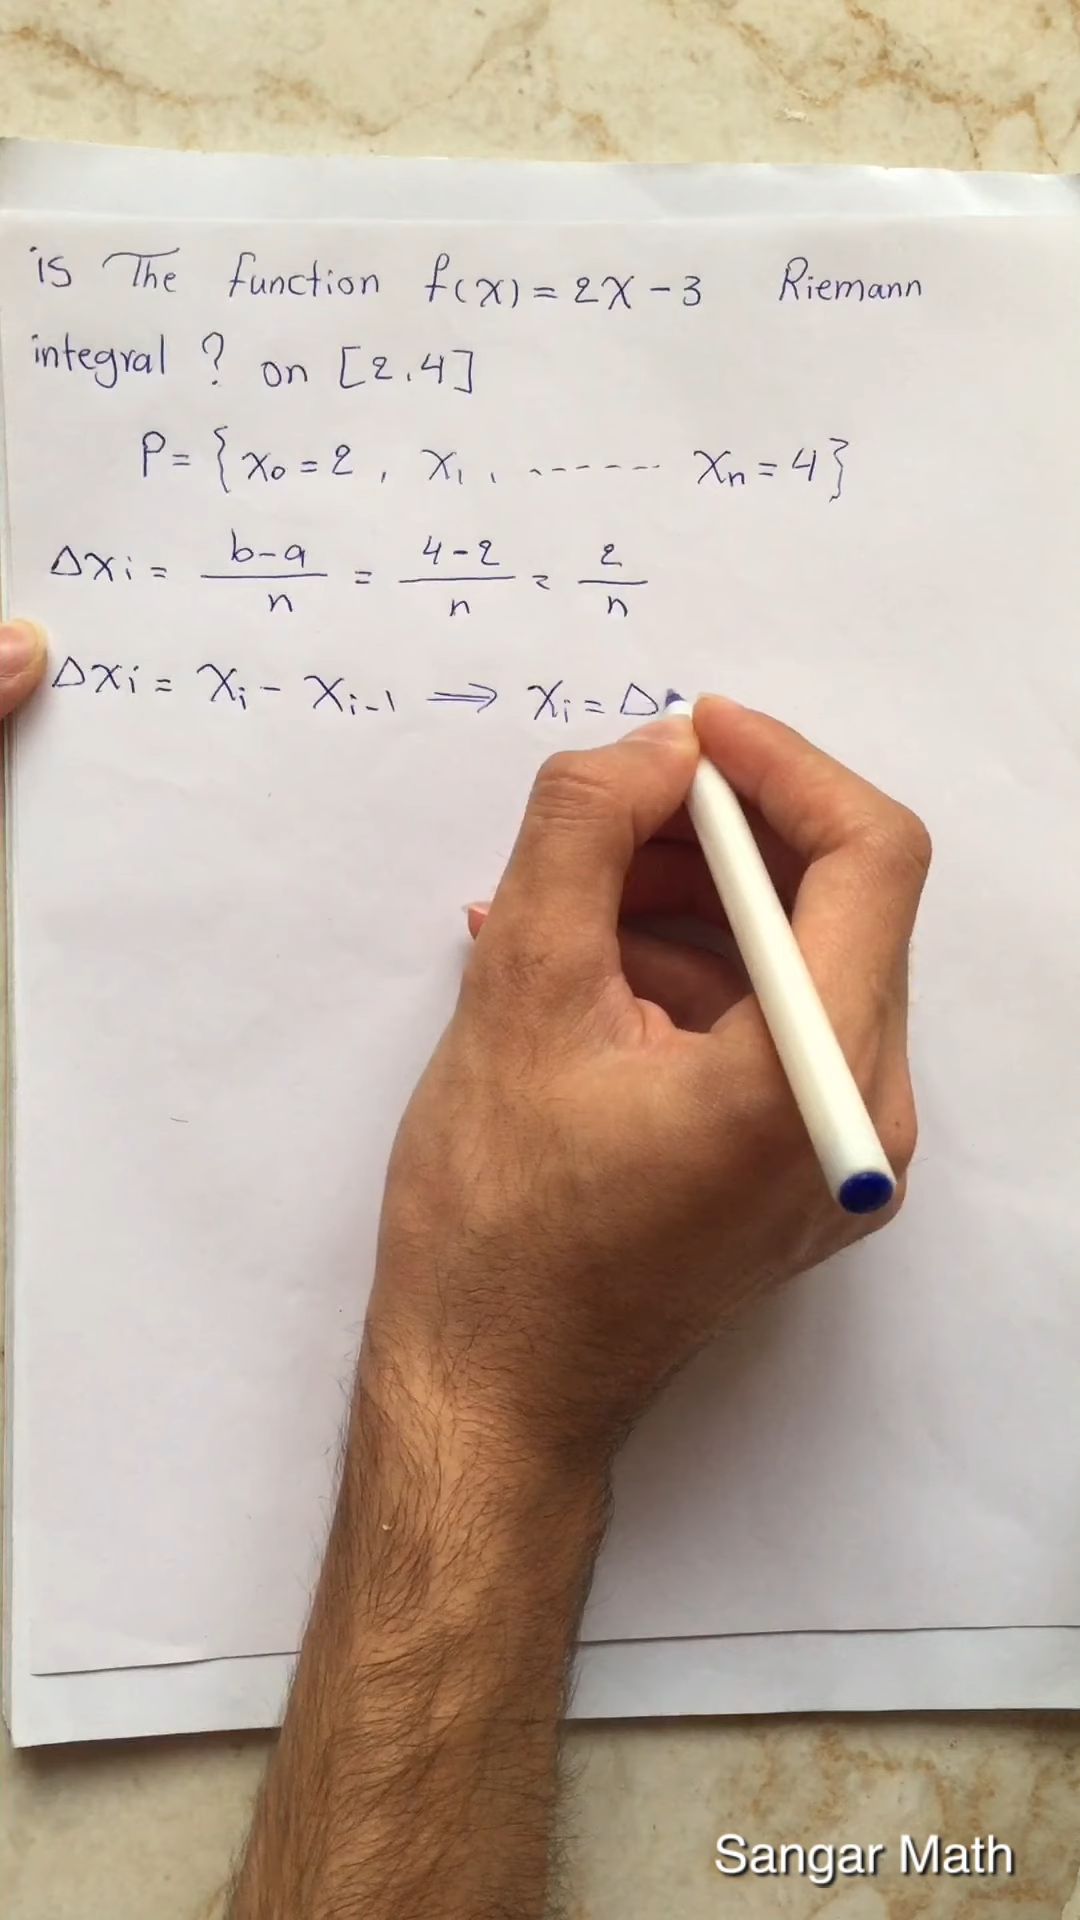 is The function f(x) = 2x - 3 Riemann
integral ? on [2,4]
P = { x₀ = 2 , x₁ , ------ xₙ = 4 }
Δxᵢ = (b-a)/n = (4-2)/n = 2/n
Δxᵢ = xᵢ - xᵢ₋₁ ⟹ xᵢ = Δ
Sangar Math